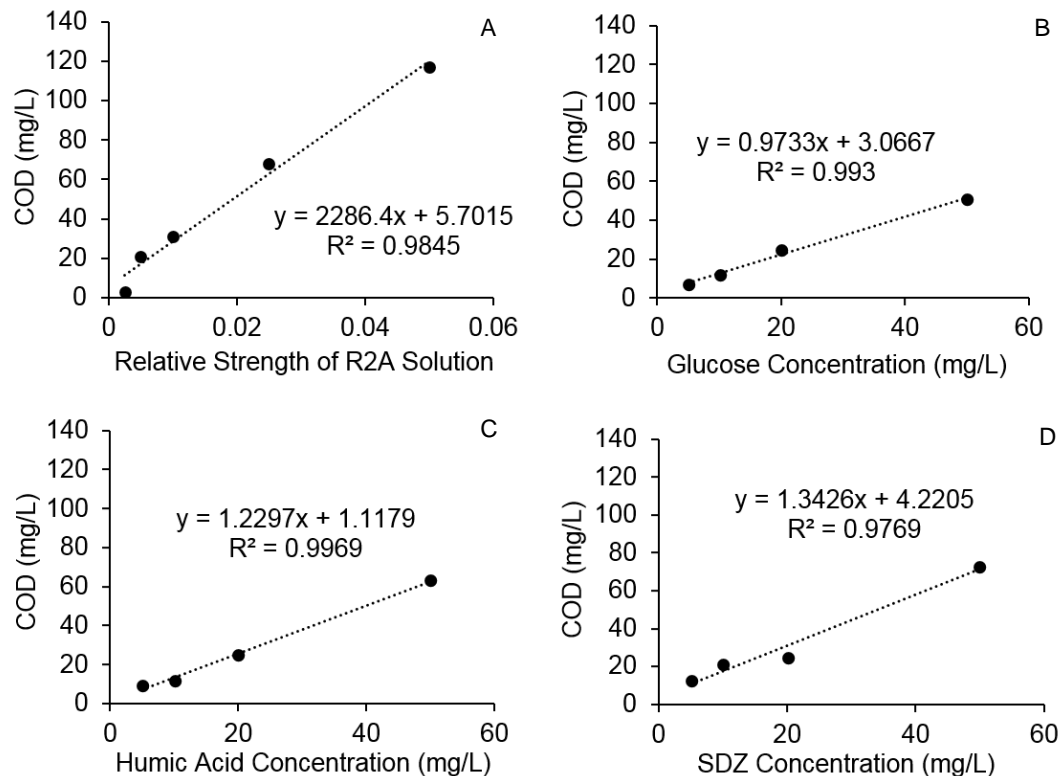 A
COD (mg/L)
140
120
100
80
60
40
20
0
y = 2286.4x + 5.7015
R² = 0.9845
0 0.02 0.04 0.06
Relative Strength of R2A Solution
B
COD (mg/L)
140
120
100
80
60
40
20
0
y = 0.9733x + 3.0667
R² = 0.993
0 20 40 60
Glucose Concentration (mg/L)
C
COD (mg/L)
140
120
100
80
60
40
20
0
y = 1.2297x + 1.1179
R² = 0.9969
0 20 40 60
Humic Acid Concentration (mg/L)
D
COD (mg/L)
140
120
100
80
60
40
20
0
y = 1.3426x + 4.2205
R² = 0.9769
0 20 40 60
SDZ Concentration (mg/L)